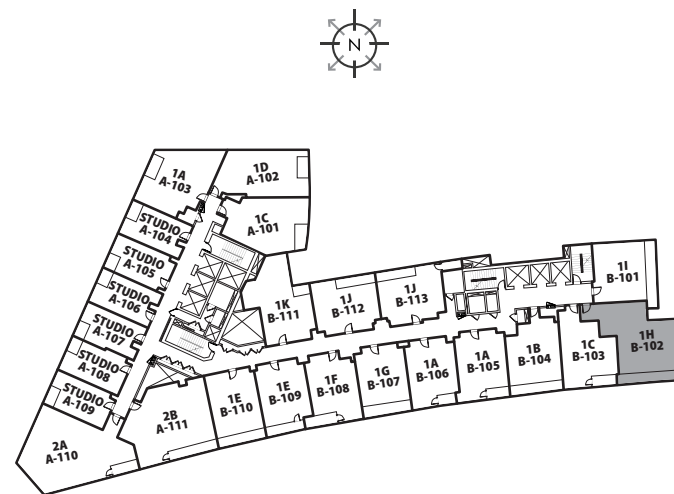 N
1D
A-102
1A
A-103
1C
A-101
STUDIO
A-104
STUDIO
A-105
STUDIO
A-106
STUDIO
A-107
STUDIO
A-108
STUDIO
A-109
2A
A-110
2B
A-111
1K
B-111
1J
B-112
1J
B-113
1I
B-101
1H
B-102
1C
B-103
1B
B-104
1A
B-105
1A
B-106
1G
B-107
1F
B-108
1E
B-109
1E
B-110